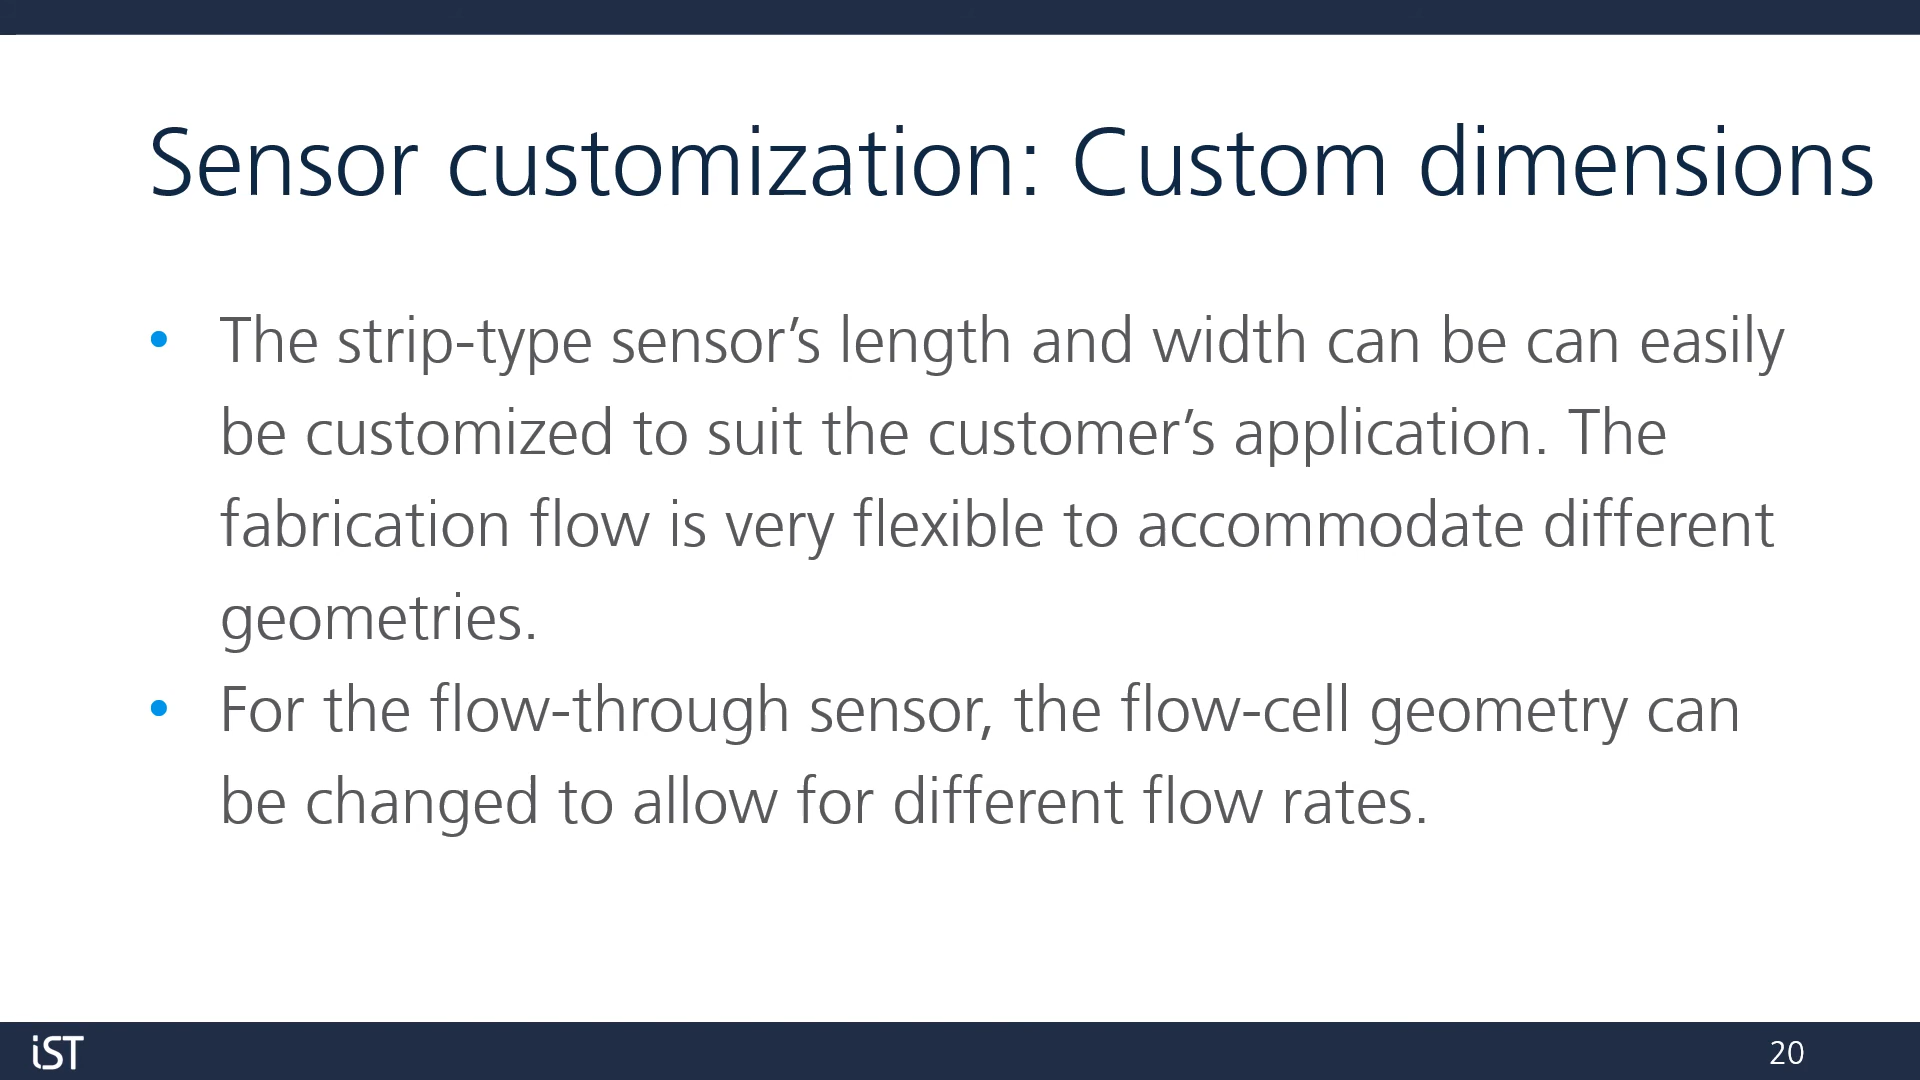 Sensor customization: Custom dimensions
• The strip-type sensor’s length and width can be can easily
be customized to suit the customer’s application. The
fabrication flow is very flexible to accommodate different
geometries.
• For the flow-through sensor, the flow-cell geometry can
be changed to allow for different flow rates.
iST
20